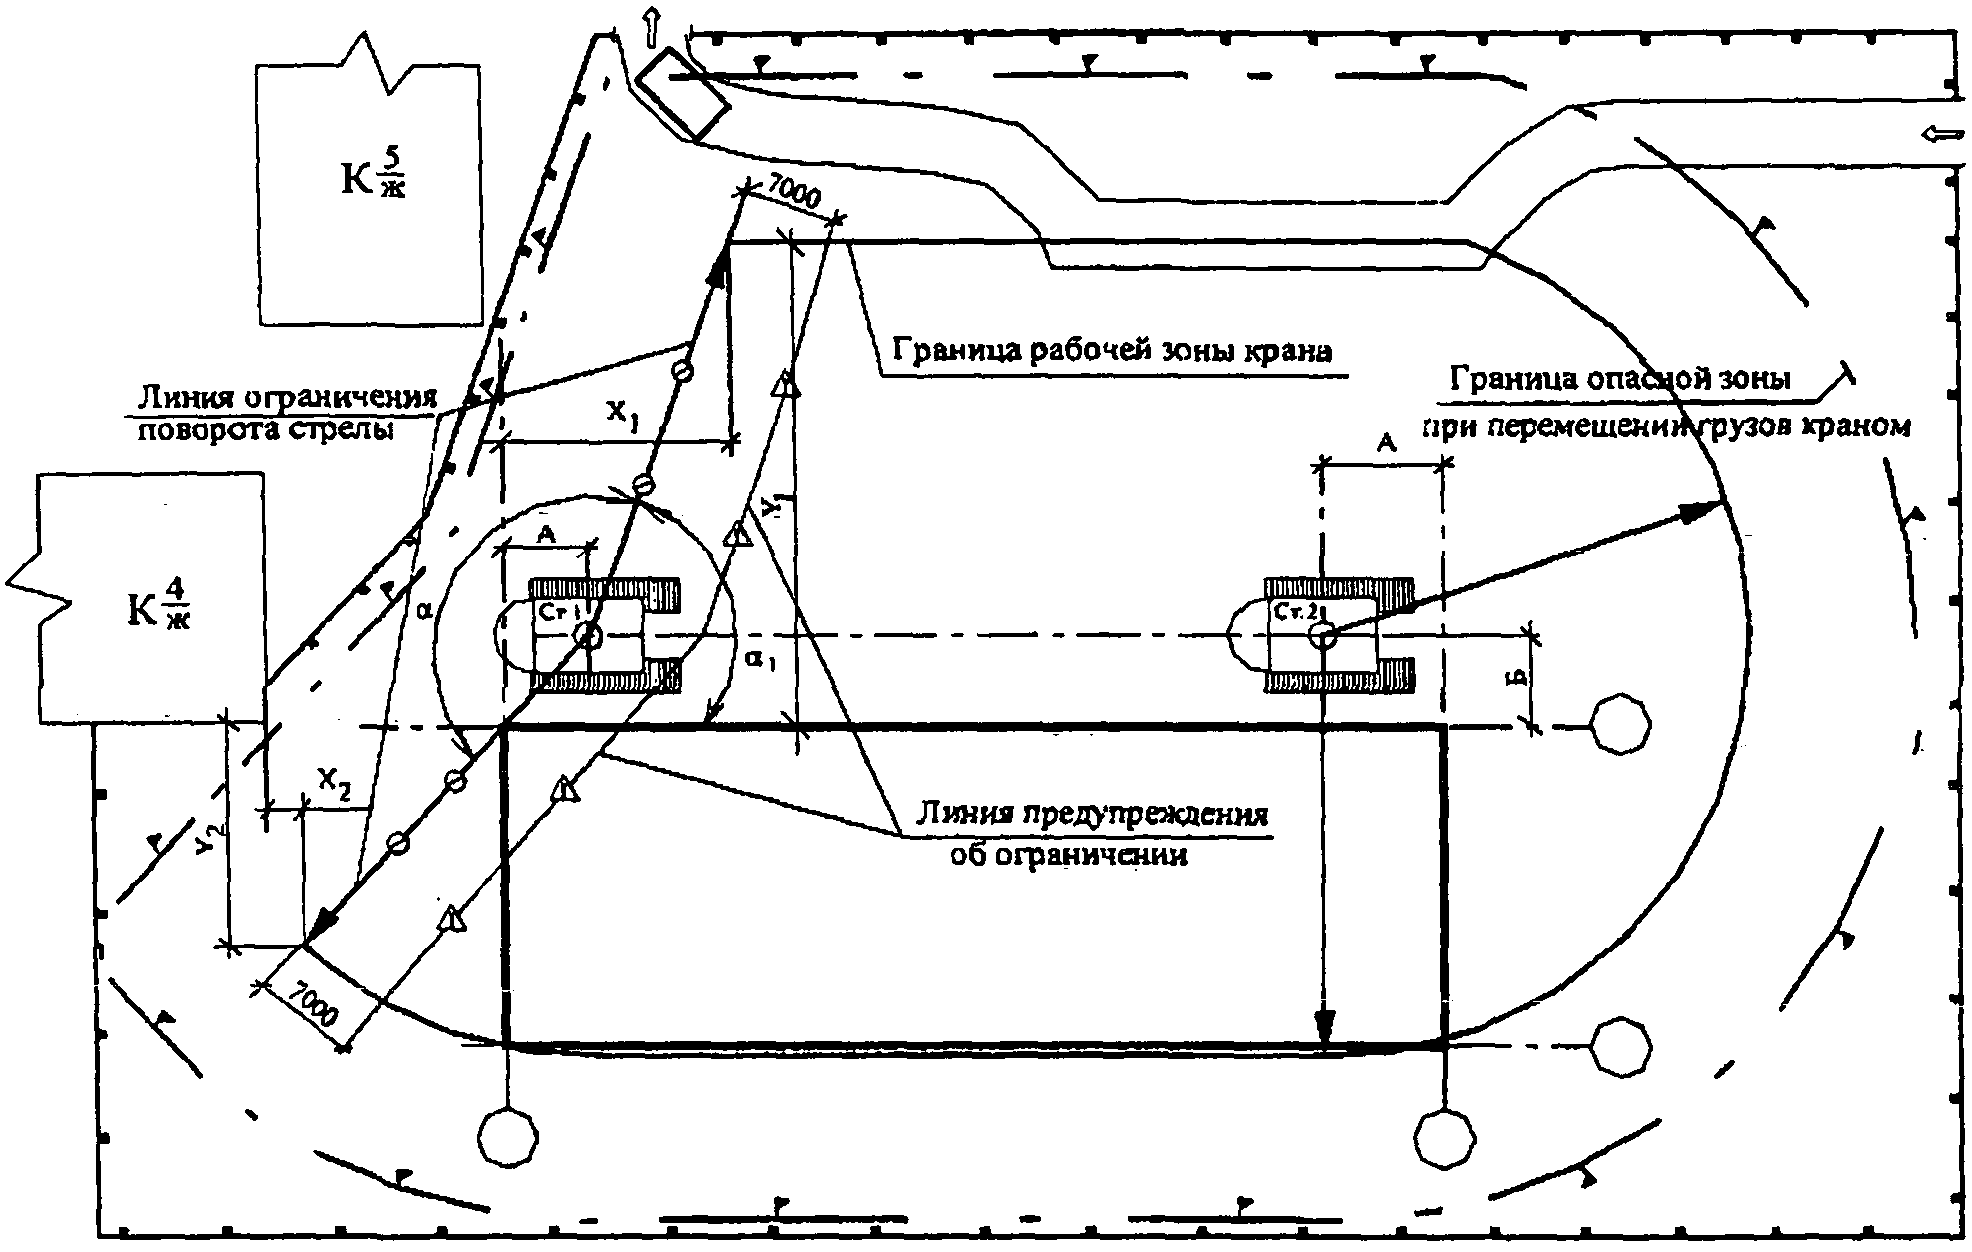 К 5/ж
7000
Граница рабочей зоны крана
Линия ограничения
поворота стрелы
X₁
Граница опасной зоны
при перемещении грузов краном
А
Y₁
А
К 4/ж
α
Ст 1
Ст.2
α₁
Б
X₂
Y₂
Линия предупреждения
об ограничении
7000